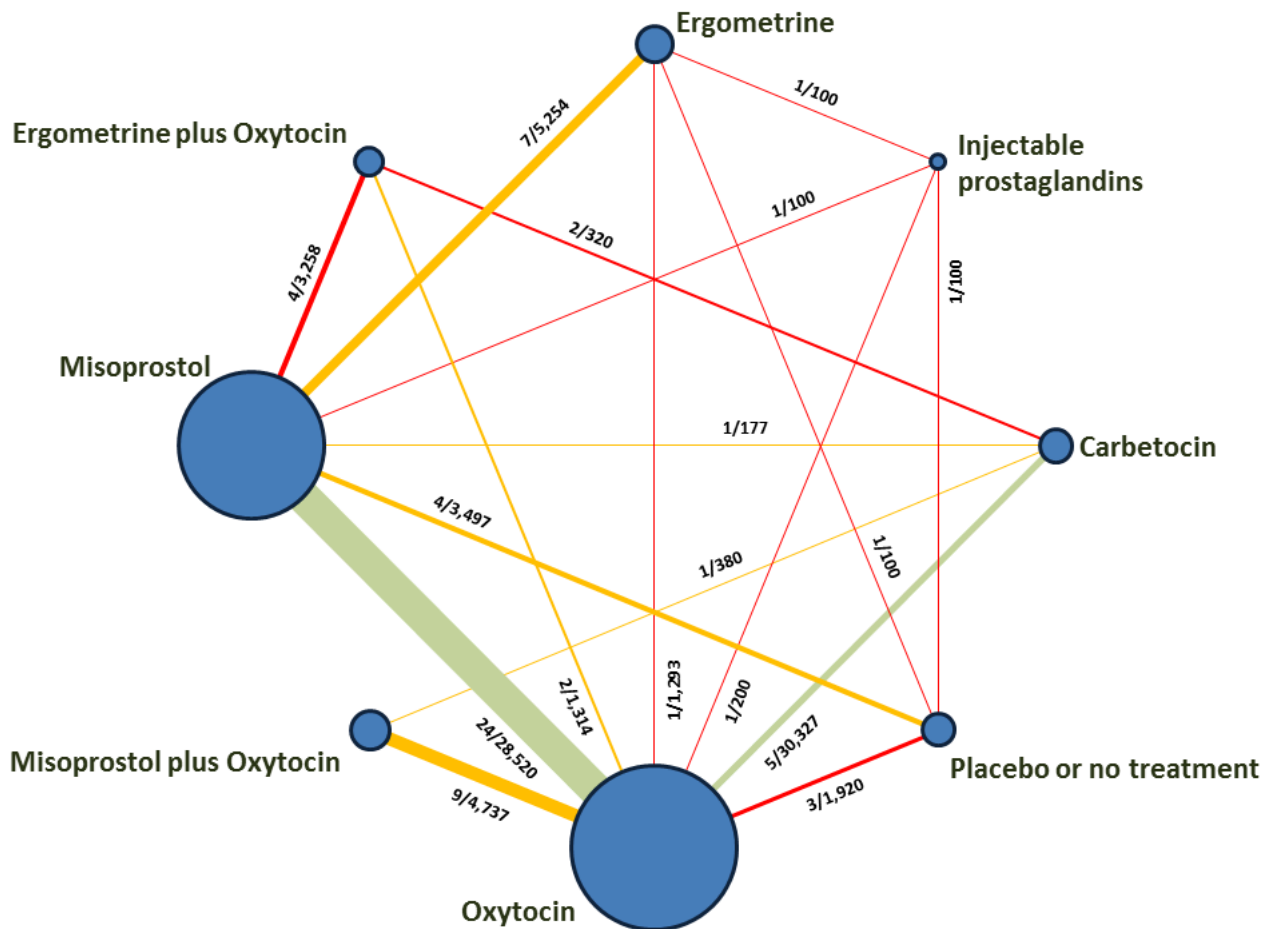 Ergometrine
1/100
7/5,254
Ergometrine plus Oxytocin
Injectable
prostaglandins
1/100
2/320
4/3,258
1/100
Misoprostol
1/177
Carbetocin
4/3,497
1/100
1/380
1/1,293
1/200
2/1,314
24/28,520
5/30,327
Misoprostol plus Oxytocin
Placebo or no treatment
9/4,737
3/1,920
Oxytocin